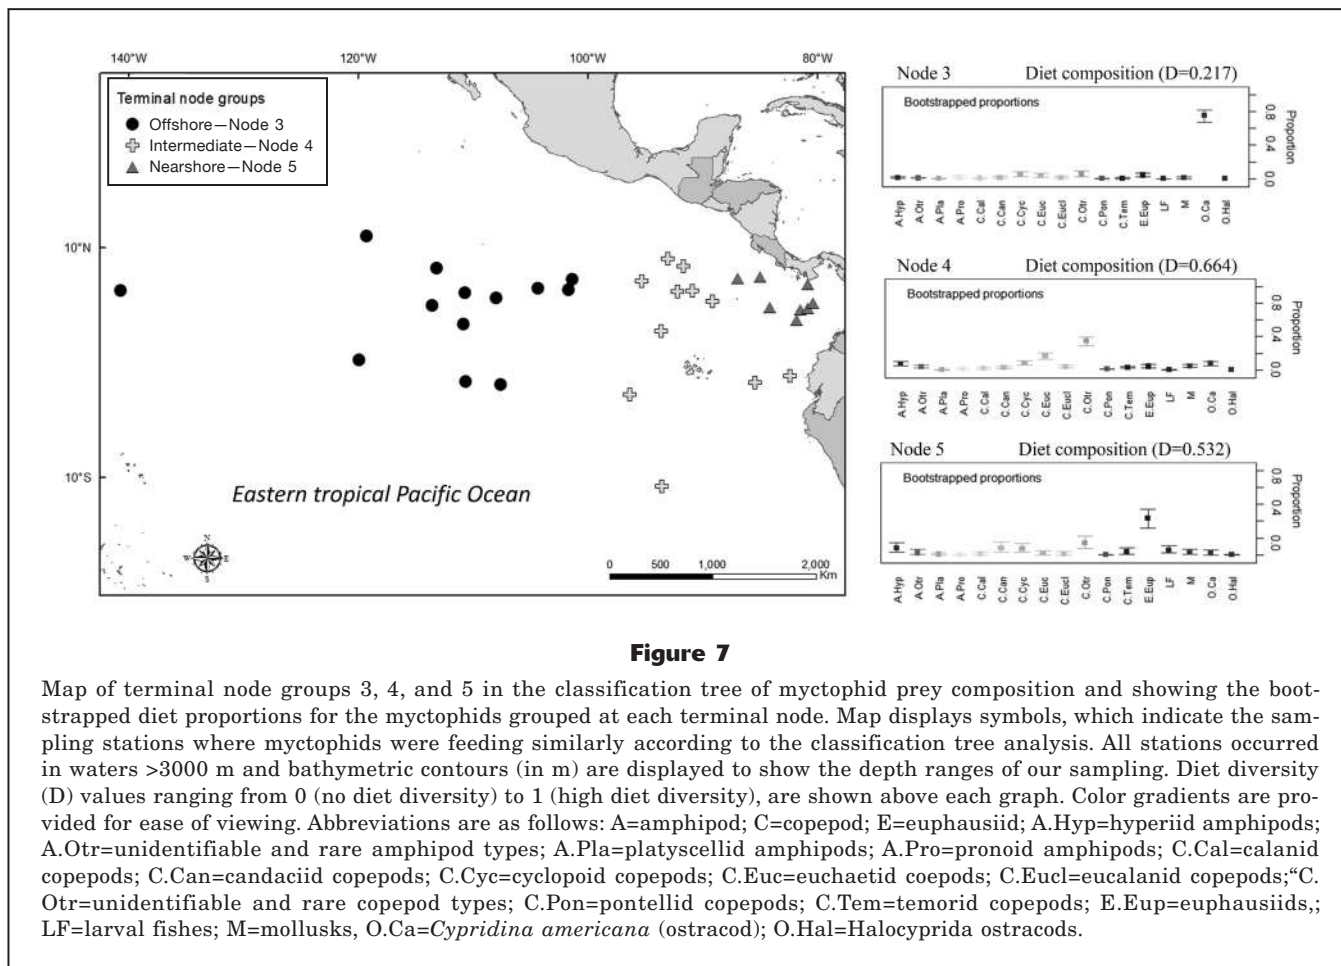 140°W 120°W 100°W 80°W
Terminal node groups
Offshore—Node 3
Intermediate—Node 4
Nearshore—Node 5
10°N
10°S
Eastern tropical Pacific Ocean
N
W E
S
0 500 1,000 2,000
Km
Node 3 Diet composition (D=0.217)
Bootstrapped proportions
0.8
0.4
0.0
Proportion
A.Hyp A.Otr A.Pla A.Pro C.Cal C.Can C.Cyc C.Euc C.Eucl C.Otr C.Pon C.Tem E.Eup LF M O.Ca O.Hal
Node 4 Diet composition (D=0.664)
Bootstrapped proportions
0.8
0.4
0.0
Proportion
A.Hyp A.Otr A.Pla A.Pro C.Cal C.Can C.Cyc C.Euc C.Eucl C.Otr C.Pon C.Tem E.Eup LF M O.Ca O.Hal
Node 5 Diet composition (D=0.532)
Bootstrapped proportions
0.8
0.4
0.0
Proportion
A.Hyp A.Otr A.Pla A.Pro C.Cal C.Can C.Cyc C.Euc C.Eucl C.Otr C.Pon C.Tem E.Eup LF M O.Ca O.Hal
Figure 7
Map of terminal node groups 3, 4, and 5 in the classification tree of myctophid prey composition and showing the boot-
strapped diet proportions for the myctophids grouped at each terminal node. Map displays symbols, which indicate the sam-
pling stations where myctophids were feeding similarly according to the classification tree analysis. All stations occurred
in waters >3000 m and bathymetric contours (in m) are displayed to show the depth ranges of our sampling. Diet diversity
(D) values ranging from 0 (no diet diversity) to 1 (high diet diversity), are shown above each graph. Color gradients are pro-
vided for ease of viewing. Abbreviations are as follows: A=amphipod; C=copepod; E=euphausiid; A.Hyp=hyperiid amphipods;
A.Otr=unidentifiable and rare amphipod types; A.Pla=platyscellid amphipods; A.Pro=pronoid amphipods; C.Cal=calanid
copepods; C.Can=candaciid copepods; C.Cyc=cyclopoid copepods; C.Euc=euchaetid coepods; C.Eucl=eucalanid copepods;“C.
Otr=unidentifiable and rare copepod types; C.Pon=pontellid copepods; C.Tem=temorid copepods; E.Eup=euphausiids,;
LF=larval fishes; M=mollusks, O.Ca=Cypridina americana (ostracod); O.Hal=Halocyprida ostracods.